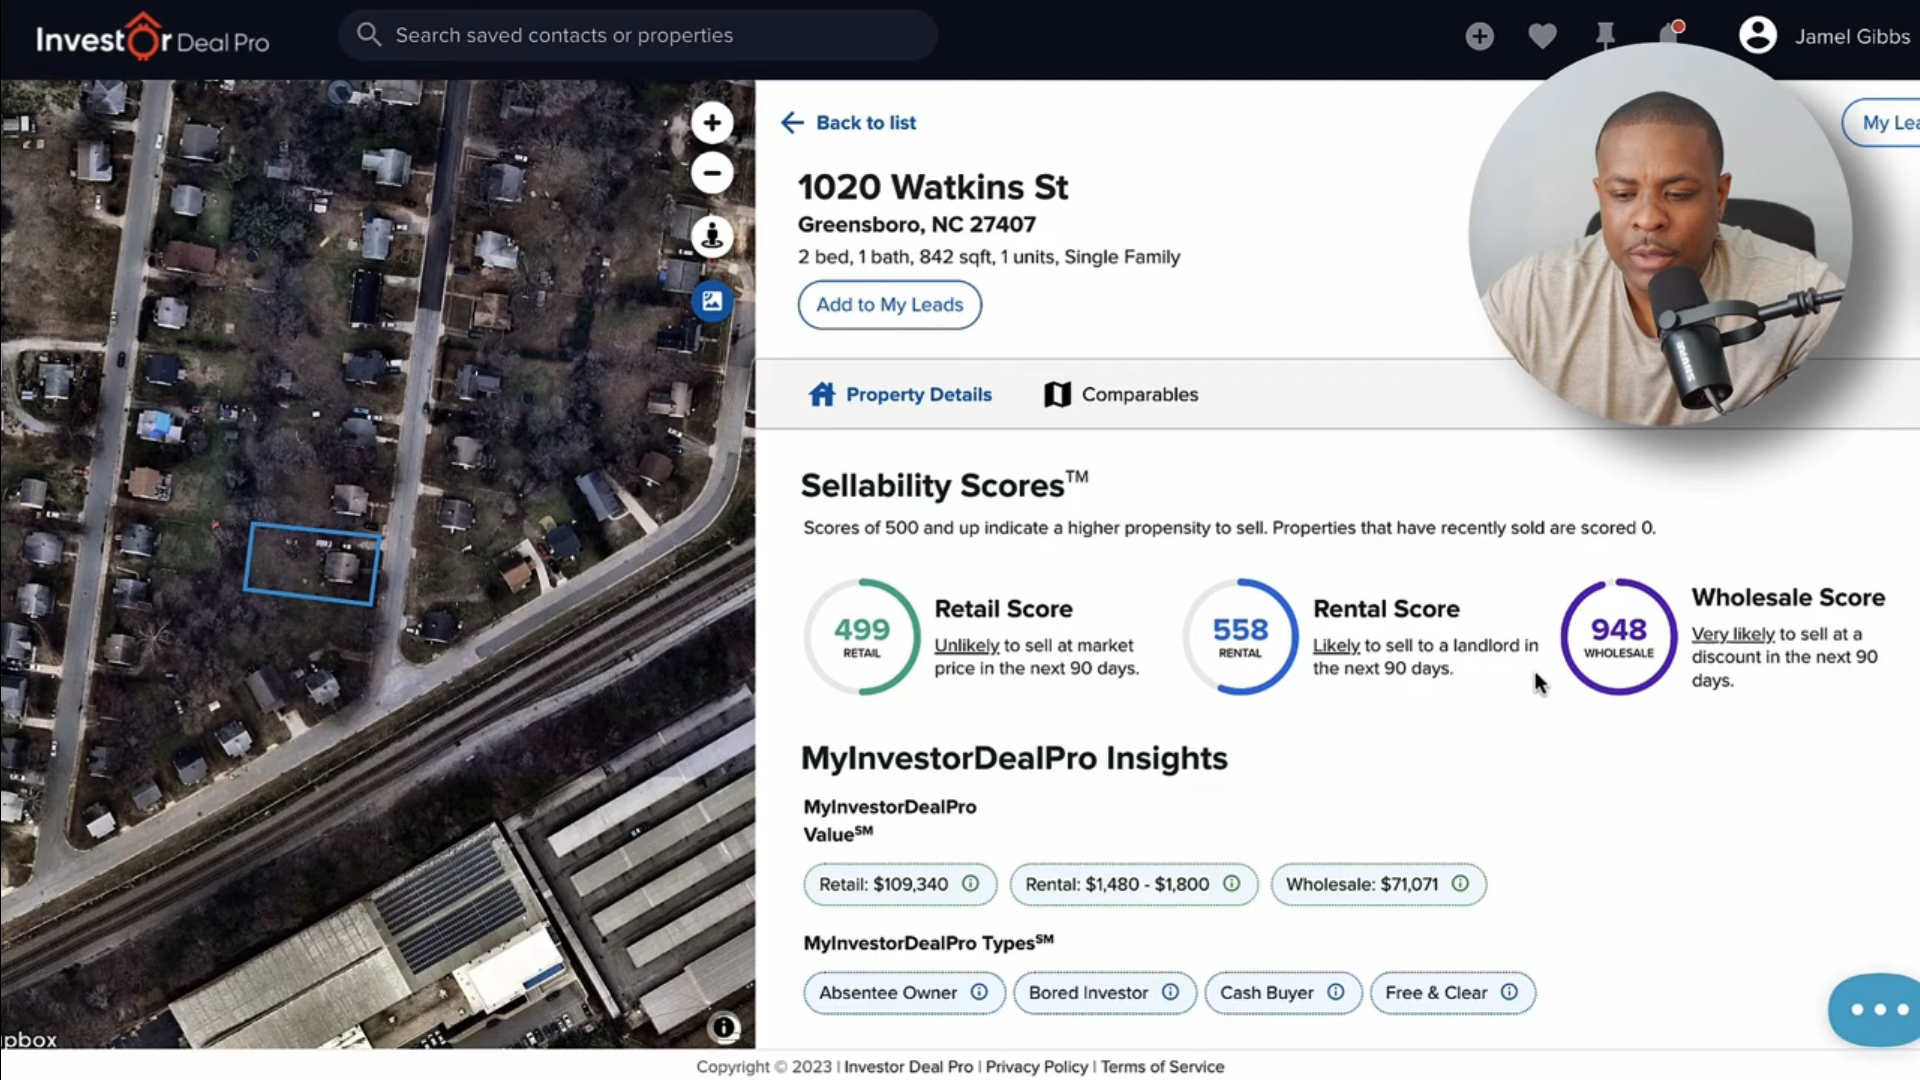 InvestOr Deal Pro
Search saved contacts or properties
Jamel Gibbs
Back to list
My Lea
1020 Watkins St
Greensboro, NC 27407
2 bed, 1 bath, 842 sqft, 1 units, Single Family
Add to My Leads
Property Details
Comparables
SHURE
Sellability Scores™
Scores of 500 and up indicate a higher propensity to sell. Properties that have recently sold are scored 0.
499
RETAIL
Retail Score
Unlikely to sell at market
price in the next 90 days.
558
RENTAL
Rental Score
Likely to sell to a landlord in
the next 90 days.
948
WHOLESALE
Wholesale Score
Very likely to sell at a
discount in the next 90
days.
MyInvestorDealPro Insights
MyInvestorDealPro
Value℠
Retail: $109,340
Rental: $1,480 - $1,800
Wholesale: $71,071
MyInvestorDealPro Types℠
Absentee Owner
Bored Investor
Cash Buyer
Free & Clear
pbox
Copyright © 2023 | Investor Deal Pro | Privacy Policy | Terms of Service